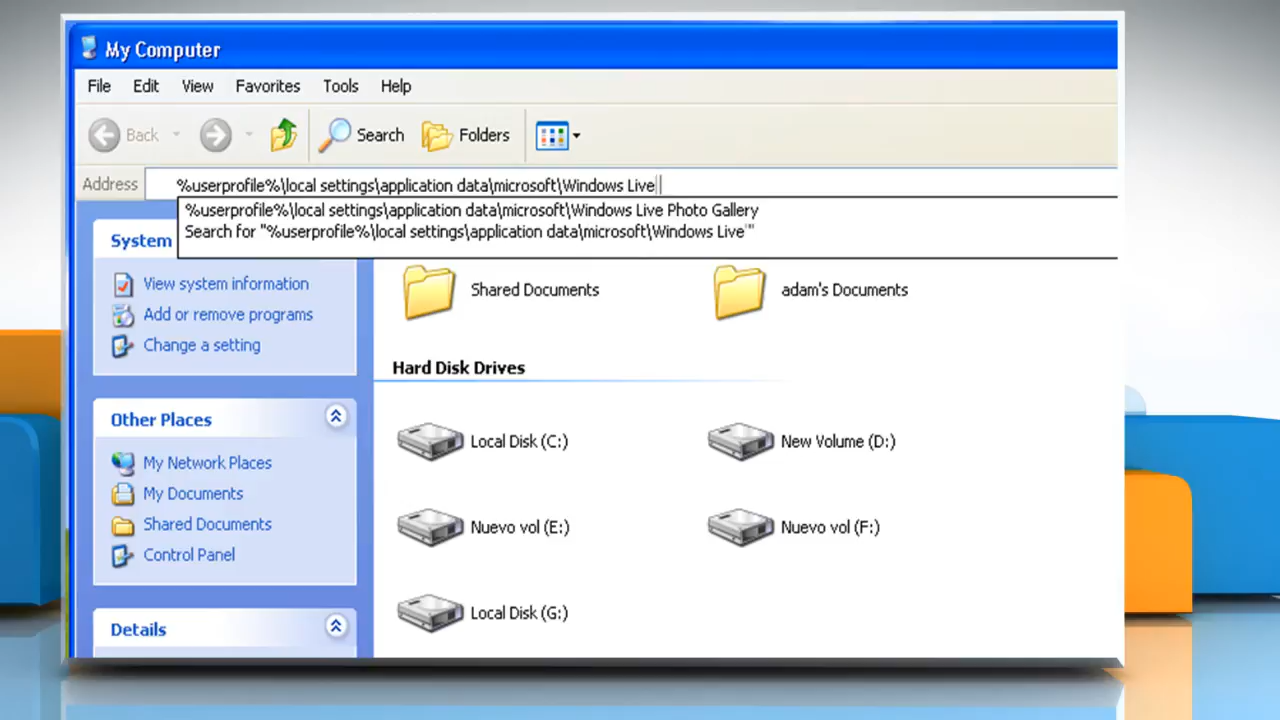 My Computer
File Edit View Favorites Tools Help
Back Search Folders
Address %userprofile%\local settings\application data\microsoft\Windows Live
%userprofile%\local settings\application data\microsoft\Windows Live Photo Gallery
Search for "%userprofile%\local settings\application data\microsoft\Windows Live'"
System
View system information
Add or remove programs
Change a setting
Other Places
My Network Places
My Documents
Shared Documents
Control Panel
Details
Shared Documents adam's Documents
Hard Disk Drives
Local Disk (C:) New Volume (D:)
Nuevo vol (E:) Nuevo vol (F:)
Local Disk (G:)